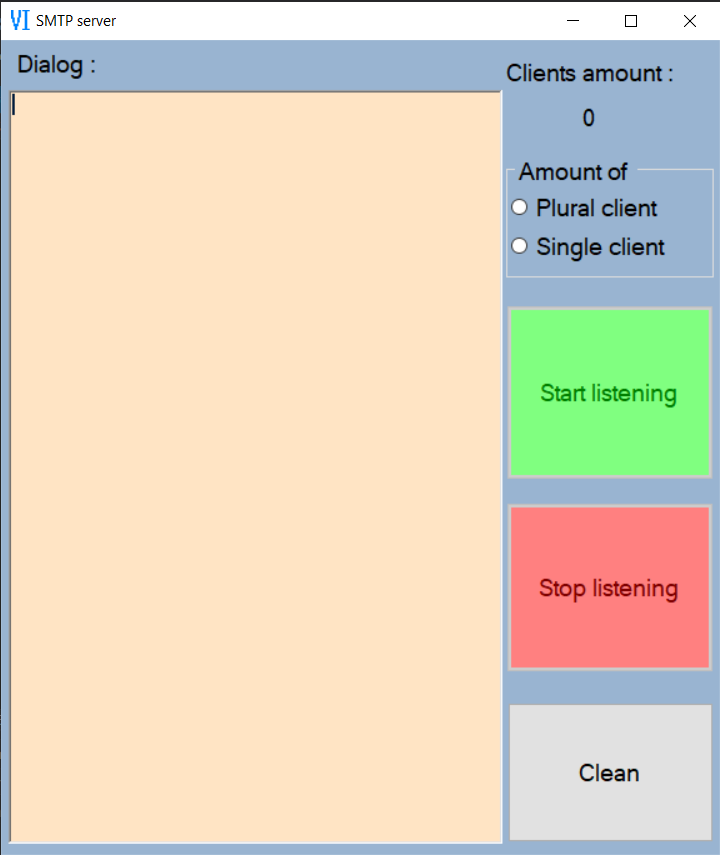 VI SMTP server
Dialog :
Clients amount :
0
Amount of
Plural client
Single client
Start listening
Stop listening
Clean